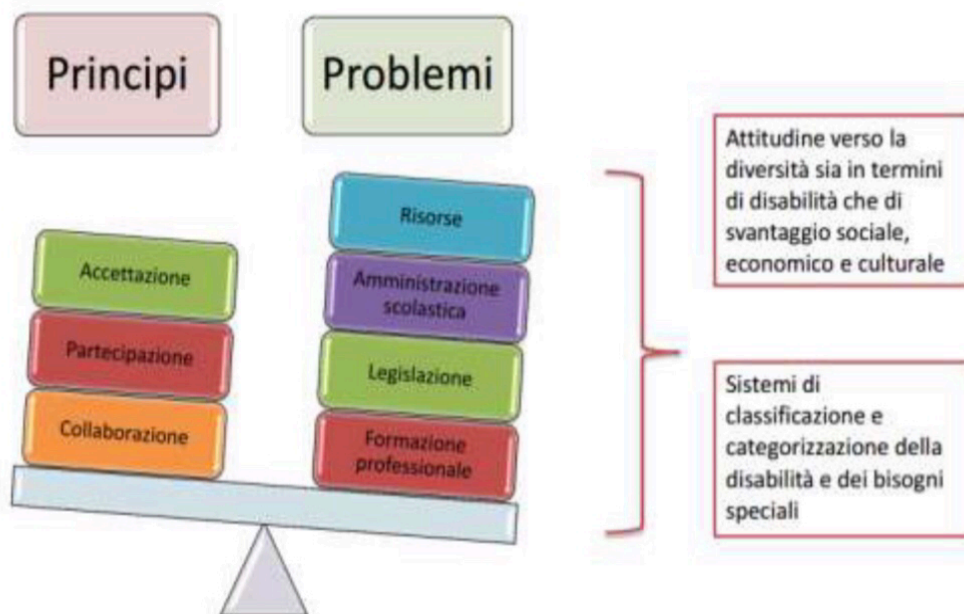 Principi
Problemi
Accettazione
Partecipazione
Collaborazione
Risorse
Amministrazione
scolastica
Legislazione
Formazione
professionale
Attitudine verso la
diversità sia in termini
di disabilità che di
svantaggio sociale,
economico e culturale
Sistemi di
classificazione e
categorizzazione della
disabilità e dei bisogni
speciali